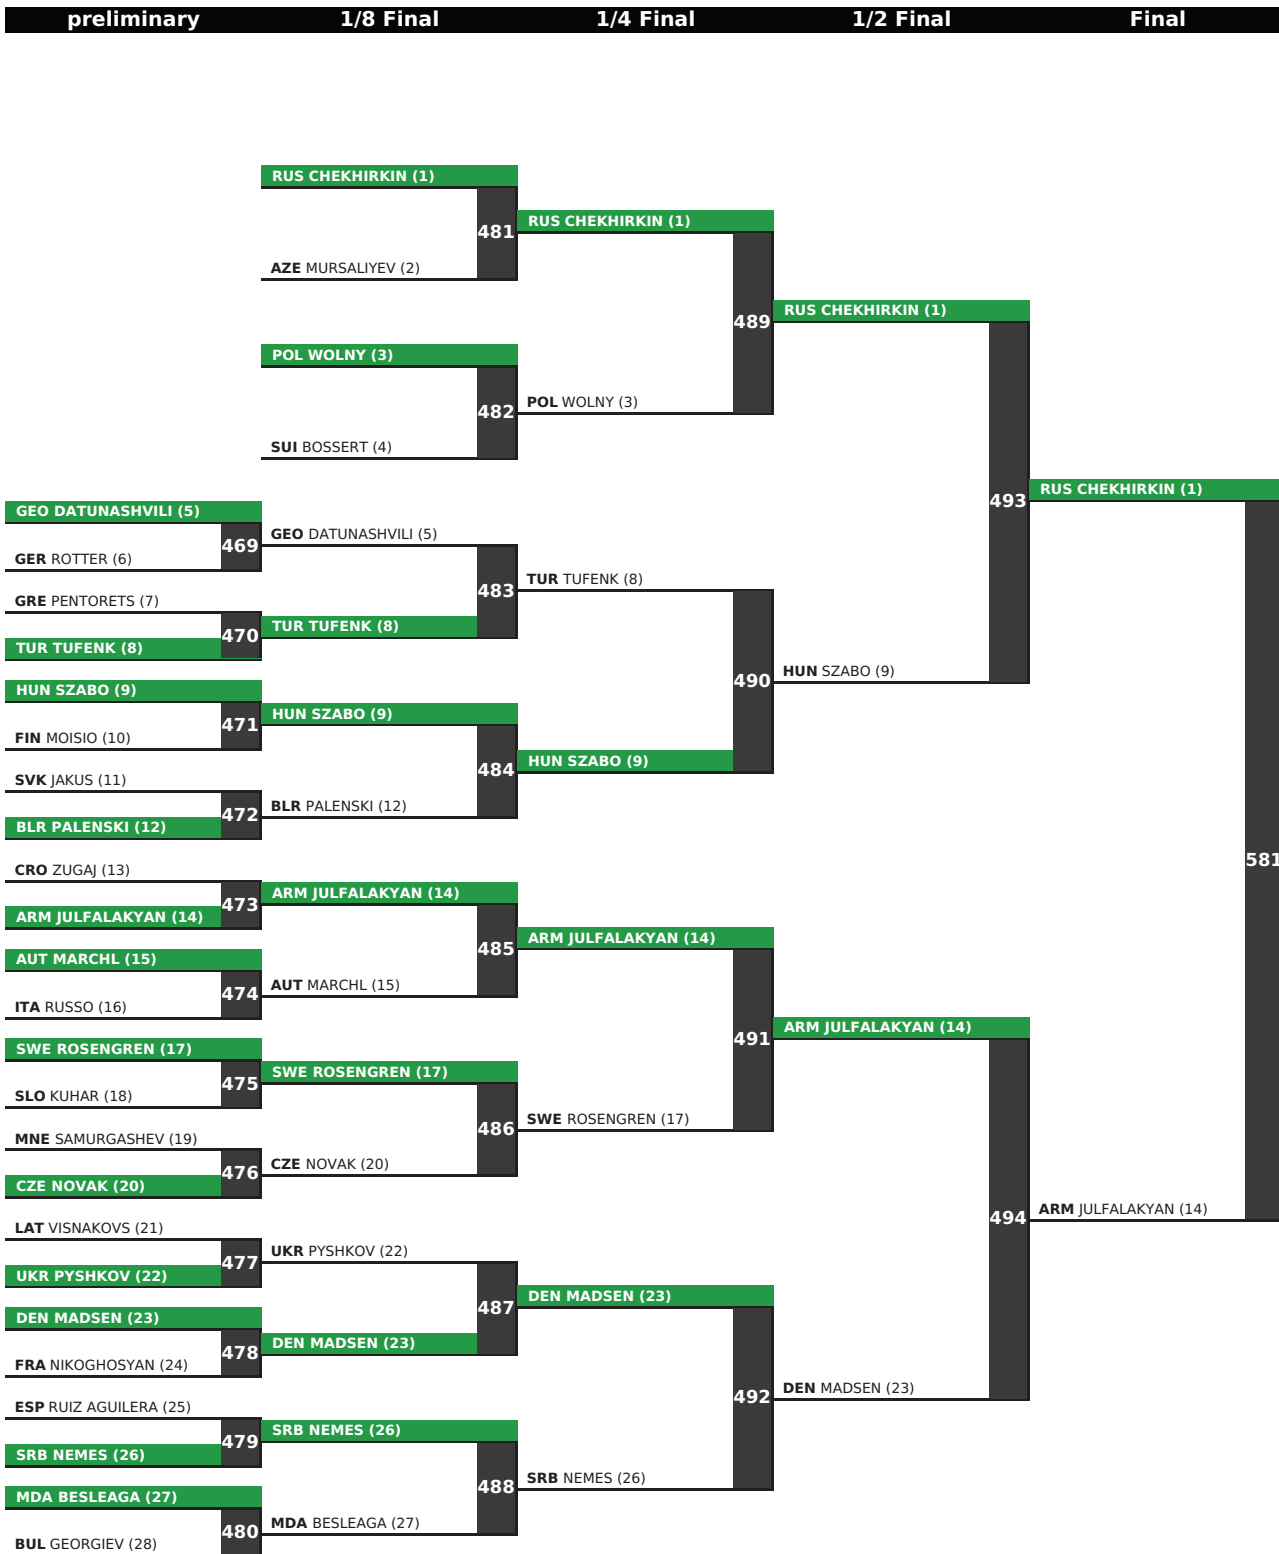 preliminary 1/8 Final 1/4 Final 1/2 Final Final
RUS CHEKHIRKIN (1)
481
AZE MURSALIYEV (2)
POL WOLNY (3)
482
SUI BOSSERT (4)
GEO DATUNASHVILI (5)
469
GER ROTTER (6)
GRE PENTORETS (7)
470
TUR TUFENK (8)
HUN SZABO (9)
471
FIN MOISIO (10)
SVK JAKUS (11)
472
BLR PALENSKI (12)
CRO ZUGAJ (13)
473
ARM JULFALAKYAN (14)
AUT MARCHL (15)
474
ITA RUSSO (16)
SWE ROSENGREN (17)
475
SLO KUHAR (18)
MNE SAMURGASHEV (19)
476
CZE NOVAK (20)
LAT VISNAKOVS (21)
477
UKR PYSHKOV (22)
DEN MADSEN (23)
478
FRA NIKOGHOSYAN (24)
ESP RUIZ AGUILERA (25)
479
SRB NEMES (26)
MDA BESLEAGA (27)
480
BUL GEORGIEV (28)
GEO DATUNASHVILI (5)
483
TUR TUFENK (8)
HUN SZABO (9)
484
BLR PALENSKI (12)
ARM JULFALAKYAN (14)
485
AUT MARCHL (15)
SWE ROSENGREN (17)
486
CZE NOVAK (20)
UKR PYSHKOV (22)
487
DEN MADSEN (23)
SRB NEMES (26)
488
MDA BESLEAGA (27)
RUS CHEKHIRKIN (1)
489
POL WOLNY (3)
TUR TUFENK (8)
490
HUN SZABO (9)
ARM JULFALAKYAN (14)
491
SWE ROSENGREN (17)
DEN MADSEN (23)
492
SRB NEMES (26)
RUS CHEKHIRKIN (1)
493
HUN SZABO (9)
ARM JULFALAKYAN (14)
494
DEN MADSEN (23)
RUS CHEKHIRKIN (1)
581
ARM JULFALAKYAN (14)